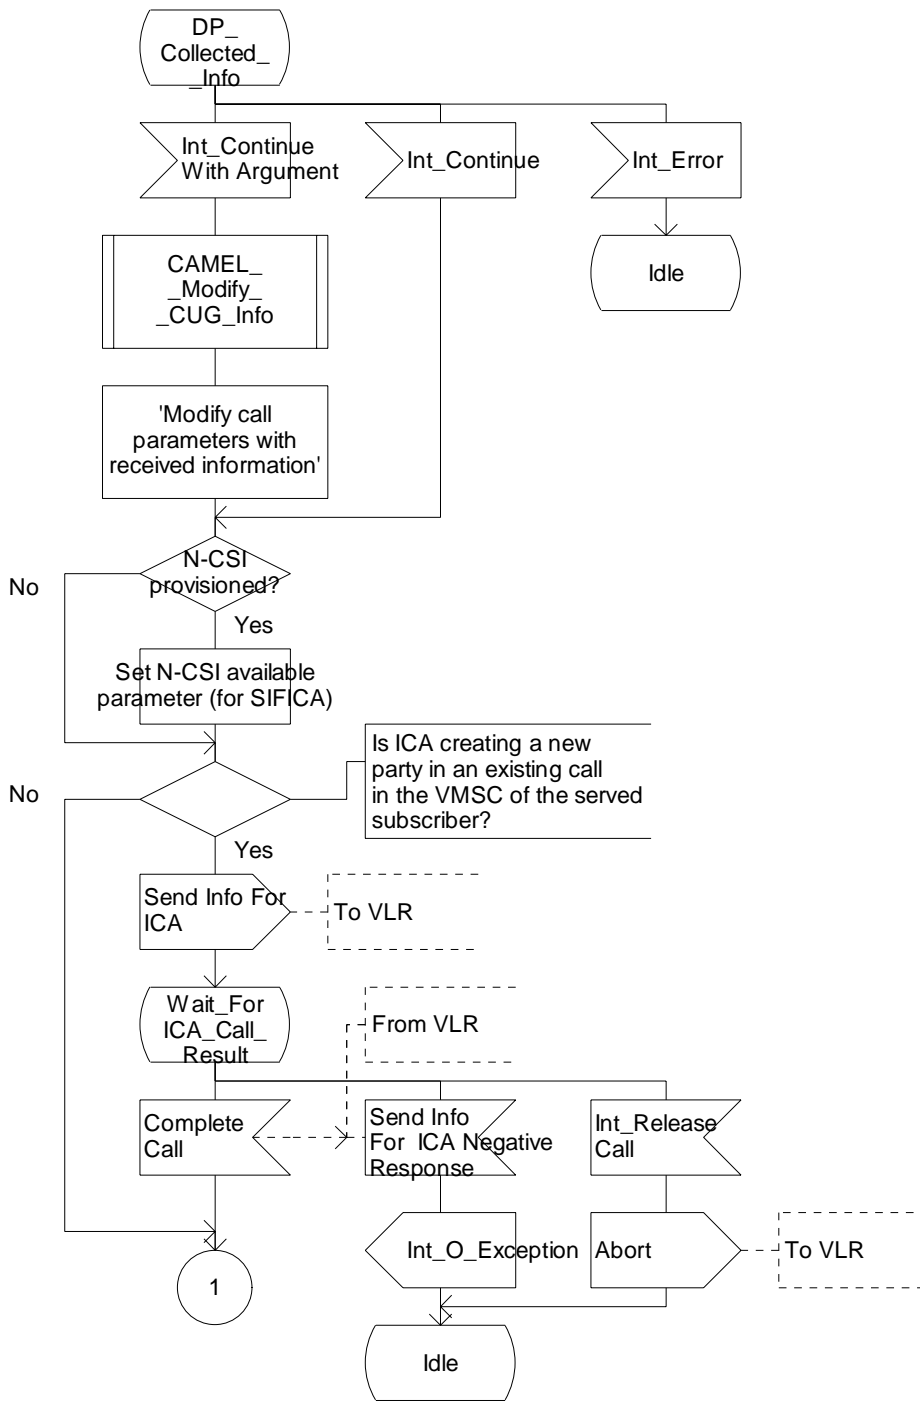 DP_
Collected_
_Info
Int_Continue
With Argument
Int_Continue
Int_Error
CAMEL_
_Modify_
_CUG_Info
Idle
'Modify call
parameters with
received information'
N-CSI
provisioned?
No
Yes
Set N-CSI available
parameter (for SIFICA)
Is ICA creating a new
party in an existing call
in the VMSC of the served
subscriber?
No
Yes
Send Info For
ICA
To VLR
Wait_For
ICA_Call_
_Result
From VLR
Complete
Call
Send Info
For ICA Negative
Response
Int_Release
Call
Int_O_Exception
Abort
To VLR
1
Idle